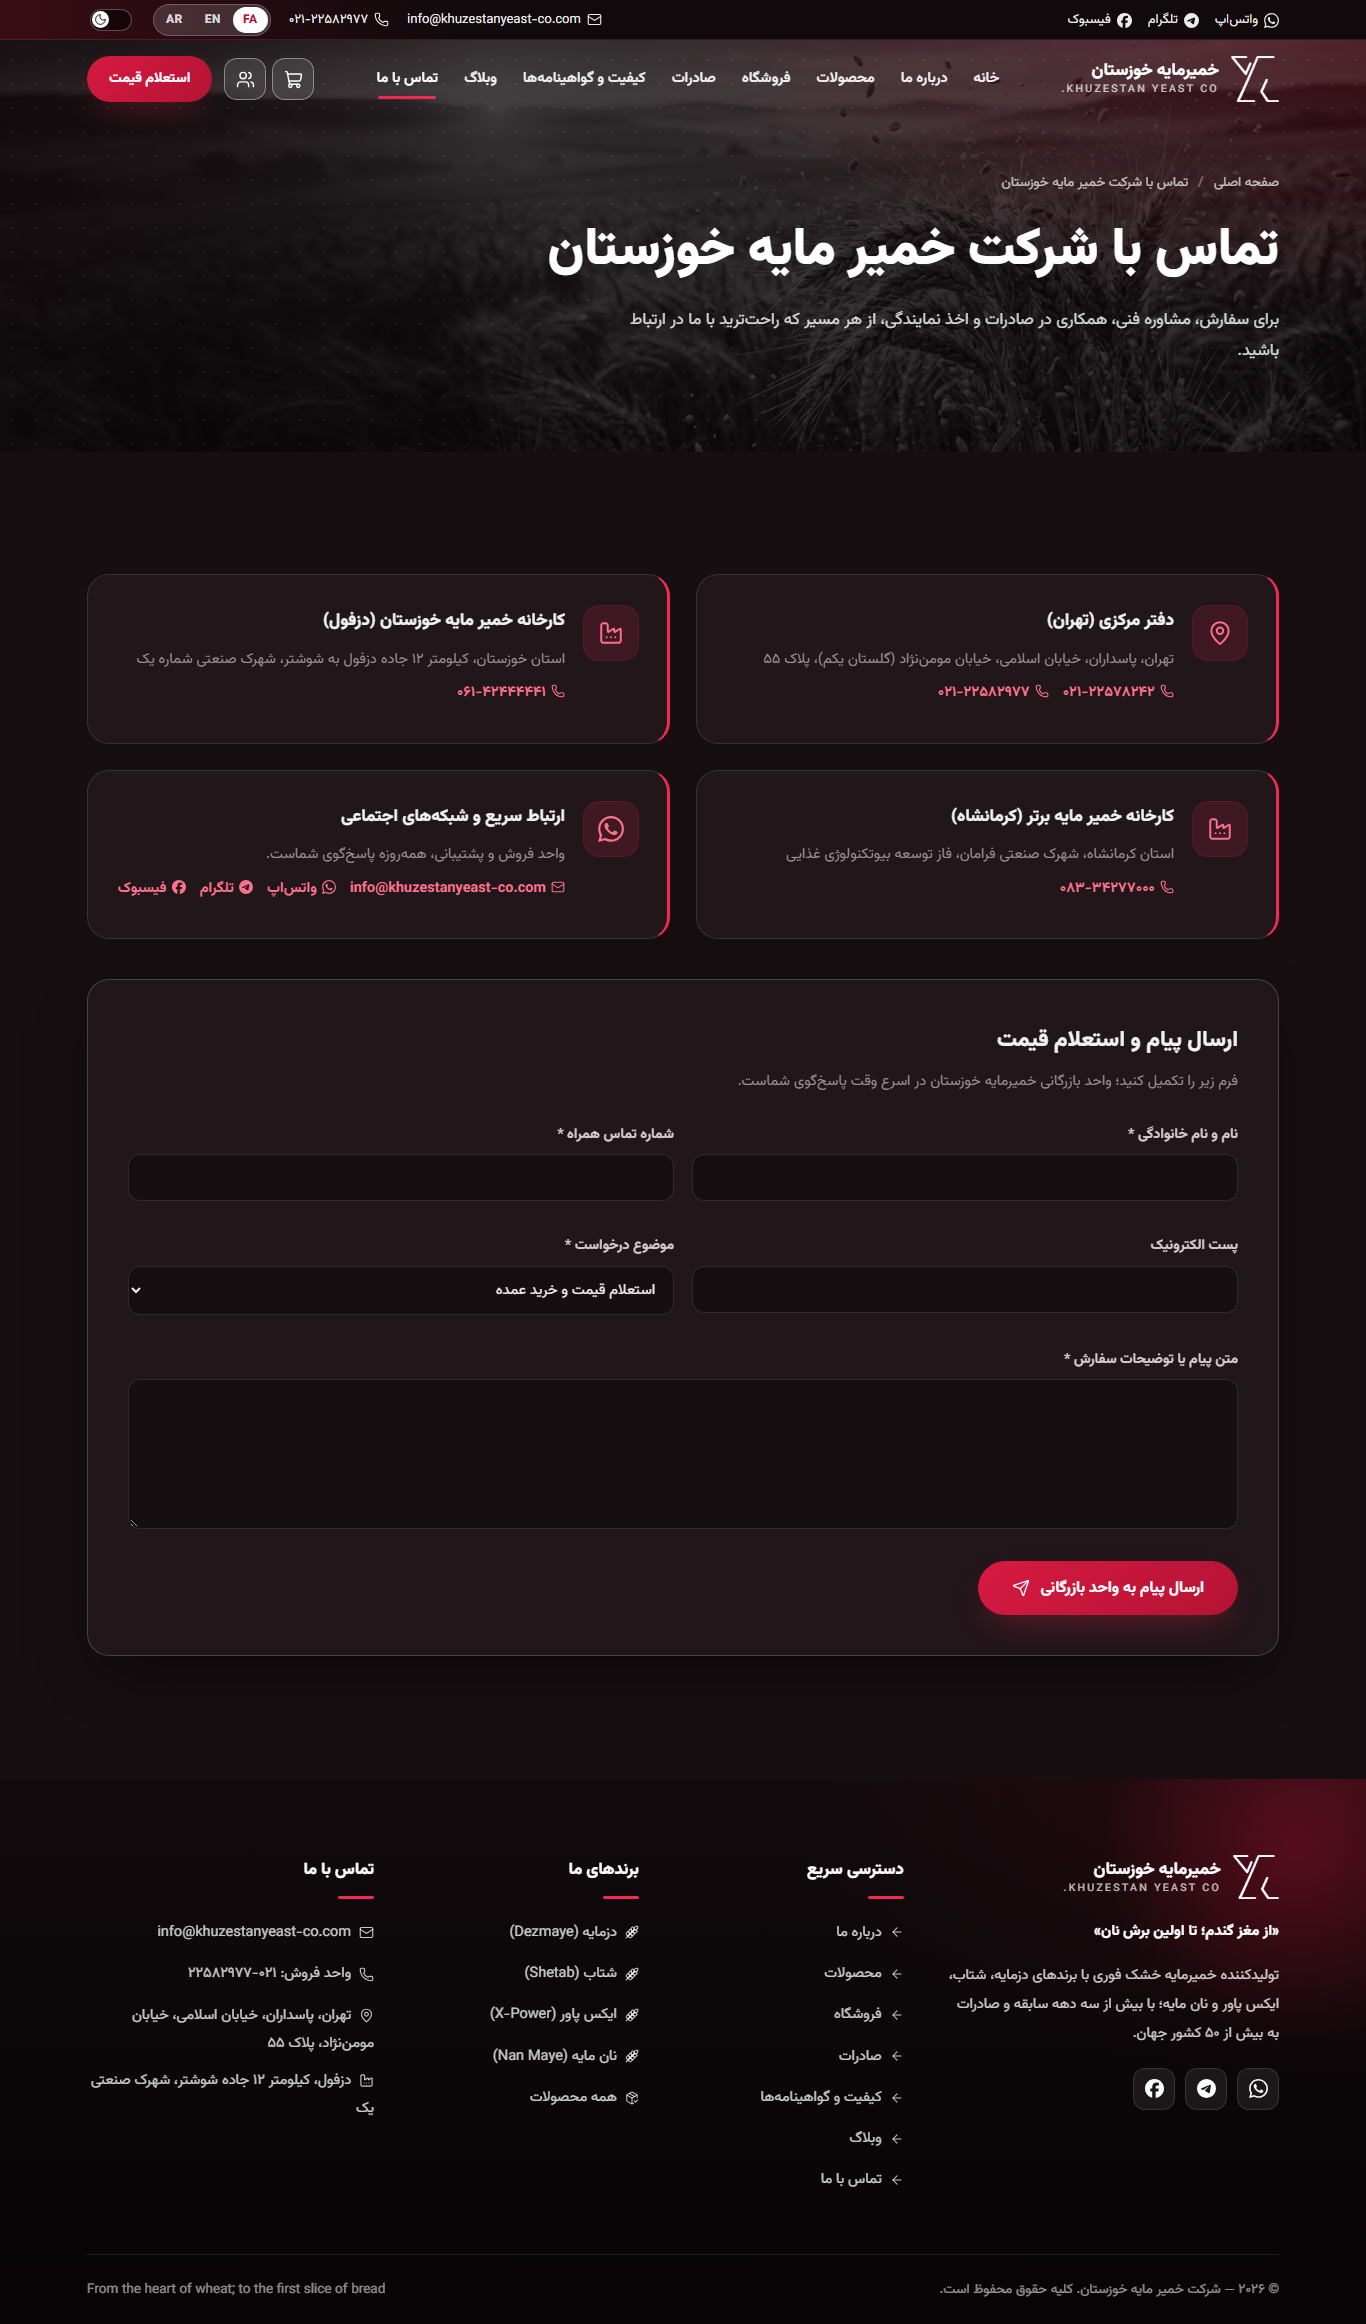 واتس‌اپ
تلگرام
فیسبوک
info@khuzestanyeast-co.com
۰۲۱-۲۲۵۸۲۹۷۷
FA EN AR
خمیرمایه خوزستان
KHUZESTAN YEAST CO.
خانه
درباره ما
محصولات
فروشگاه
صادرات
کیفیت و گواهینامه‌ها
وبلاگ
تماس با ما
استعلام قیمت
صفحه اصلی / تماس با شرکت خمیر مایه خوزستان
تماس با شرکت خمیر مایه خوزستان
برای سفارش، مشاوره فنی، همکاری در صادرات و اخذ نمایندگی، از هر مسیر که راحت‌ترید با ما در ارتباط
باشید.
دفتر مرکزی (تهران)
تهران، پاسداران، خیابان اسلامی، خیابان مومن‌نژاد (گلستان یکم)، پلاک ۵۵
۰۲۱-۲۲۵۷۸۲۴۲ ۰۲۱-۲۲۵۸۲۹۷۷
کارخانه خمیر مایه خوزستان (دزفول)
استان خوزستان، کیلومتر ۱۲ جاده دزفول به شوشتر، شهرک صنعتی شماره یک
۰۶۱-۴۲۴۴۴۴۴۱
کارخانه خمیر مایه برتر (کرمانشاه)
استان کرمانشاه، شهرک صنعتی فرامان، فاز توسعه بیوتکنولوژی غذایی
۰۸۳-۳۴۲۷۷۰۰۰
ارتباط سریع و شبکه‌های اجتماعی
واحد فروش و پشتیبانی، همه‌روزه پاسخ‌گوی شماست.
info@khuzestanyeast-co.com واتس‌اپ تلگرام فیسبوک
ارسال پیام و استعلام قیمت
فرم زیر را تکمیل کنید؛ واحد بازرگانی خمیرمایه خوزستان در اسرع وقت پاسخ‌گوی شماست.
نام و نام خانوادگی *
شماره تماس همراه *
پست الکترونیک
موضوع درخواست *
استعلام قیمت و خرید عمده
متن پیام یا توضیحات سفارش *
ارسال پیام به واحد بازرگانی
خمیرمایه خوزستان
KHUZESTAN YEAST CO.
«از مغز گندم؛ تا اولین برش نان»
تولیدکننده خمیرمایه خشک فوری با برندهای دزمایه، شتاب،
ایکس پاور و نان مایه؛ با بیش از سه دهه سابقه و صادرات
به بیش از ۵۰ کشور جهان.
دسترسی سریع
درباره ما
محصولات
فروشگاه
صادرات
کیفیت و گواهینامه‌ها
وبلاگ
تماس با ما
برندهای ما
دزمایه (Dezmaye)
شتاب (Shetab)
ایکس پاور (X-Power)
نان مایه (Nan Maye)
همه محصولات
تماس با ما
info@khuzestanyeast-co.com
واحد فروش: ۰۲۱-۲۲۵۸۲۹۷۷
تهران، پاسداران، خیابان اسلامی، خیابان
مومن‌نژاد، پلاک ۵۵
دزفول، کیلومتر ۱۲ جاده شوشتر، شهرک صنعتی
یک
© ۲۰۲۶ — شرکت خمیر مایه خوزستان. کلیه حقوق محفوظ است.
From the heart of wheat; to the first slice of bread